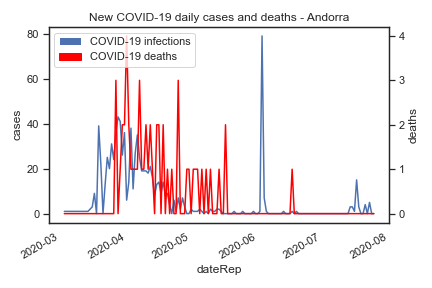 New COVID-19 daily cases and deaths - Andorra
COVID-19 infections
COVID-19 deaths
80
60
40
20
0
cases
4
3
2
1
0
deaths
2020-03
2020-04
2020-05
2020-06
2020-07
2020-08
dateRep